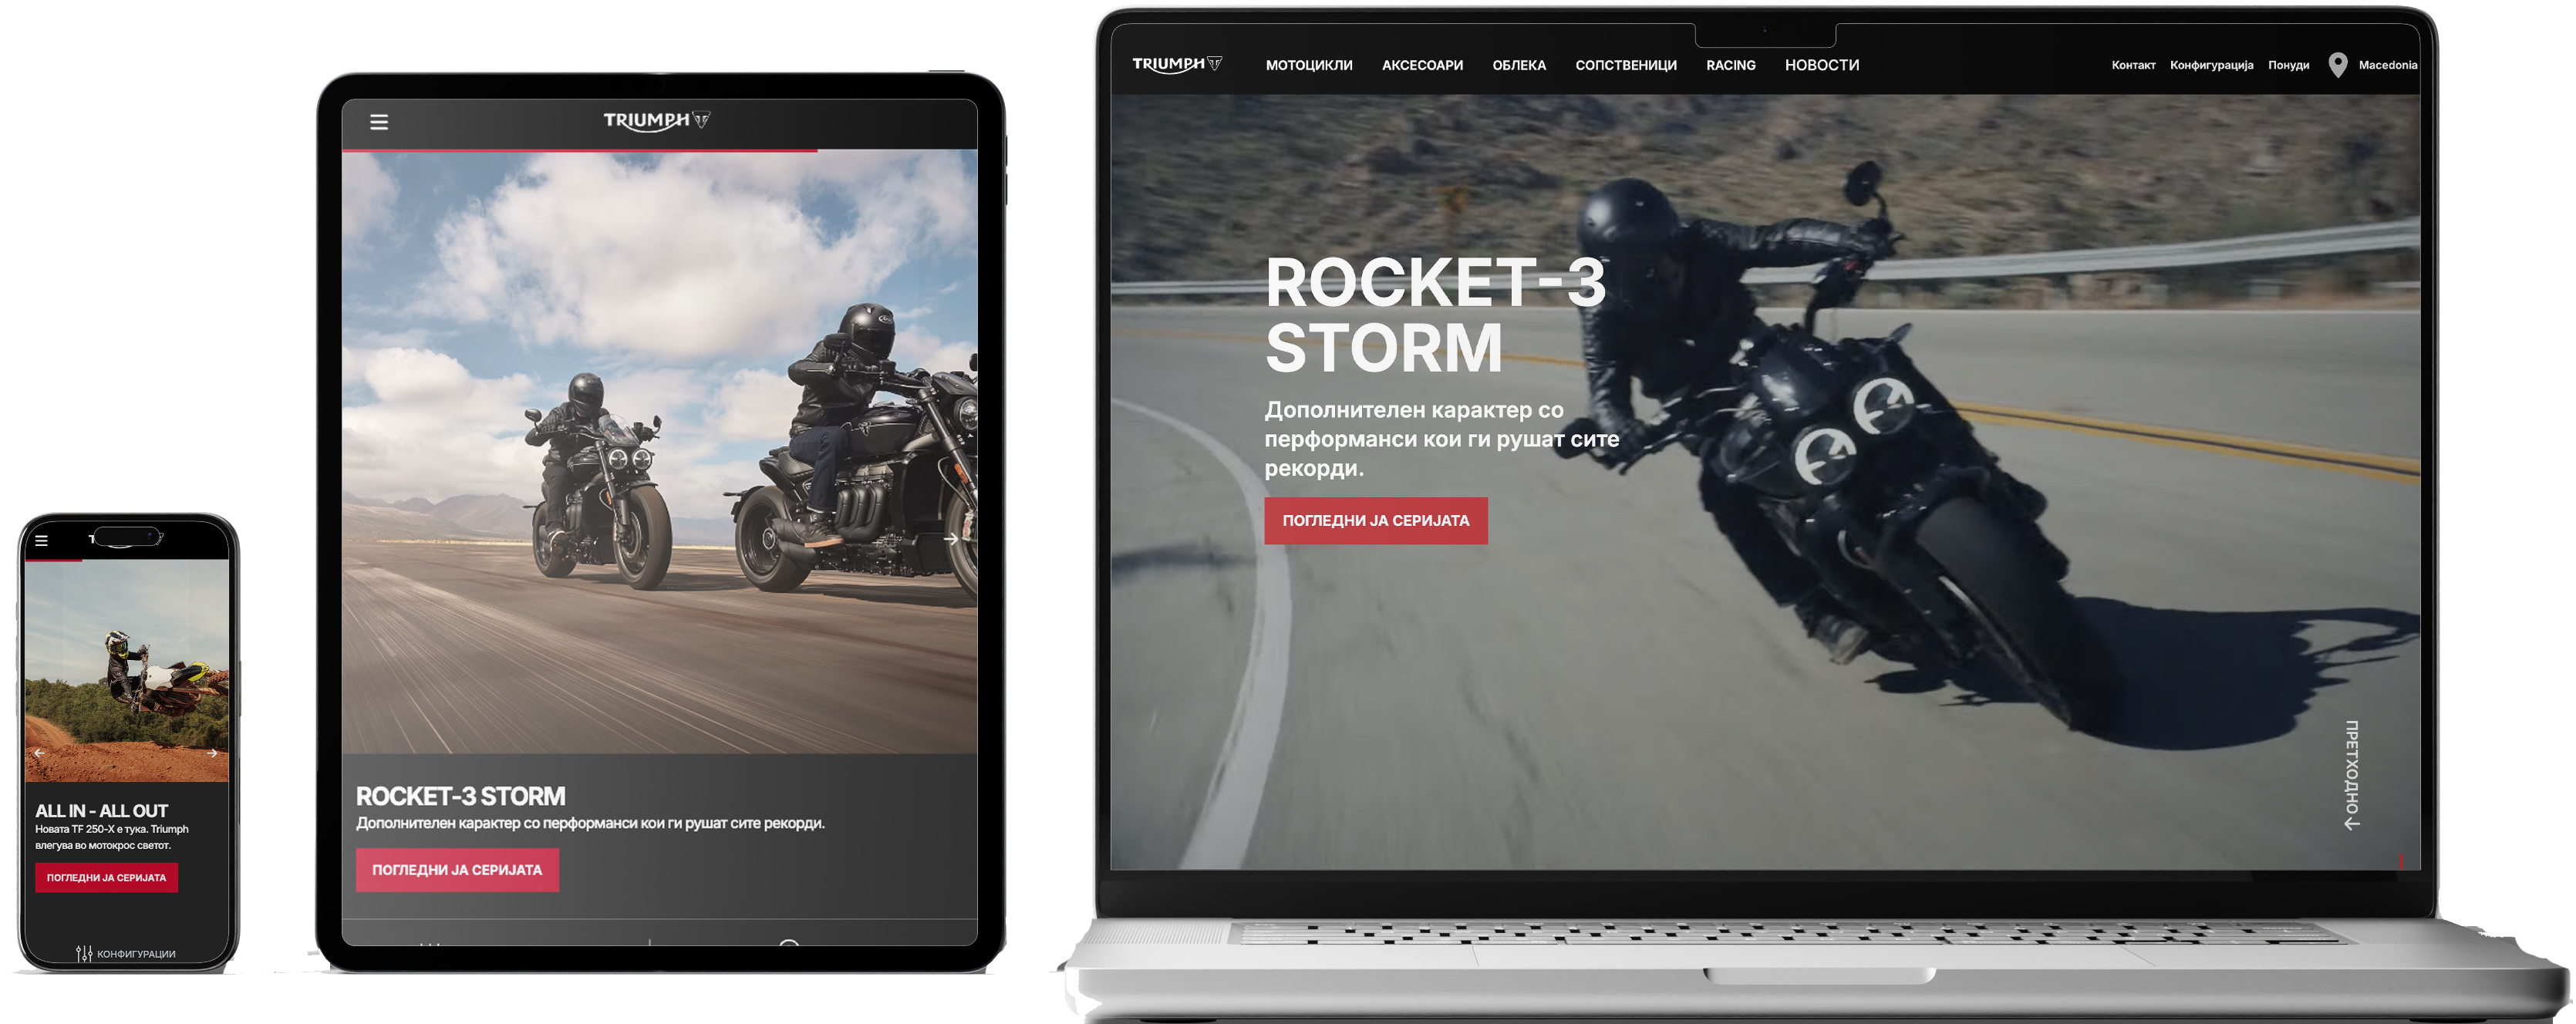 ALL IN - ALL OUT
Новата TF 250-X е тука. Triumph
влегува во мотокрос светот.
ПОГЛЕДНИ ЈА СЕРИЈАТА
КОНФИГУРАЦИИ
TRIUMPH
ROCKET-3 STORM
Дополнителен карактер со перформанси кои ги рушат сите рекорди.
ПОГЛЕДНИ ЈА СЕРИЈАТА
TRIUMPH
МОТОЦИКЛИ АКСЕСОАРИ ОБЛЕКА СОПСТВЕНИЦИ RACING НОВОСТИ
Контакт Конфигурација Понуди Macedonia
ROCKET-3
STORM
Дополнителен карактер со
перформанси кои ги рушат сите
рекорди.
ПОГЛЕДНИ ЈА СЕРИЈАТА
ПРЕТХОДНО